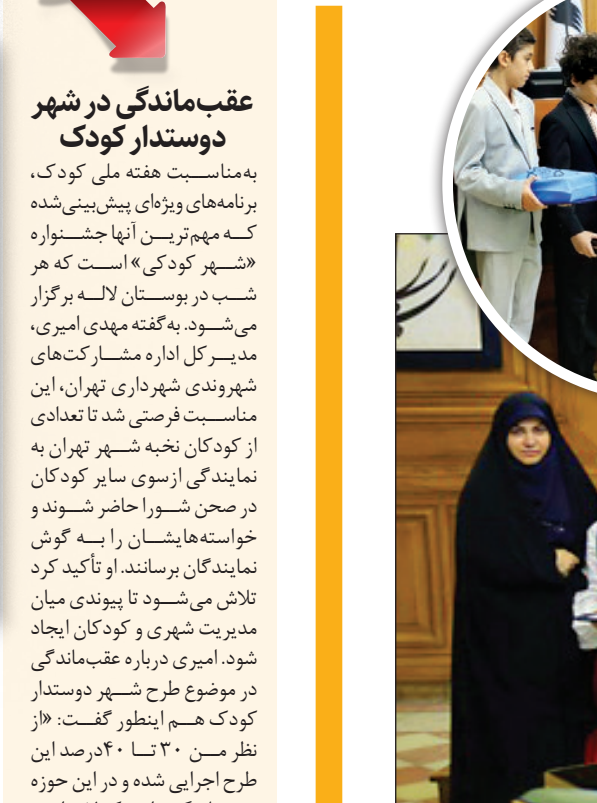 عقب‌ماندگی در شهر
دوستدار کودک
به‌مناسبت هفته ملی کودک،
برنامه‌های ویژه‌ای پیش‌بینی‌شده
که مهم‌ترین آنها جشنواره
«شهر کودکی» است که هر
شب در بوستان لاله برگزار
می‌شود. به‌گفته مهدی امیری،
مدیرکل اداره مشارکت‌های
شهروندی شهرداری تهران، این
مناسبت فرصتی شد تا تعدادی
از کودکان نخبه شهر تهران به
نمایندگی ازسوی سایر کودکان
در صحن شورا حاضر شوند و
خواسته‌هایشان را به گوش
نمایندگان برسانند. او تأکید کرد
تلاش می‌شود تا پیوندی میان
مدیریت شهری و کودکان ایجاد
شود. امیری درباره عقب‌ماندگی
در موضوع طرح شهر دوستدار
کودک هم اینطور گفت: «از
نظر من ۳۰ تا ۴۰درصد این
طرح اجرایی شده و در این حوزه